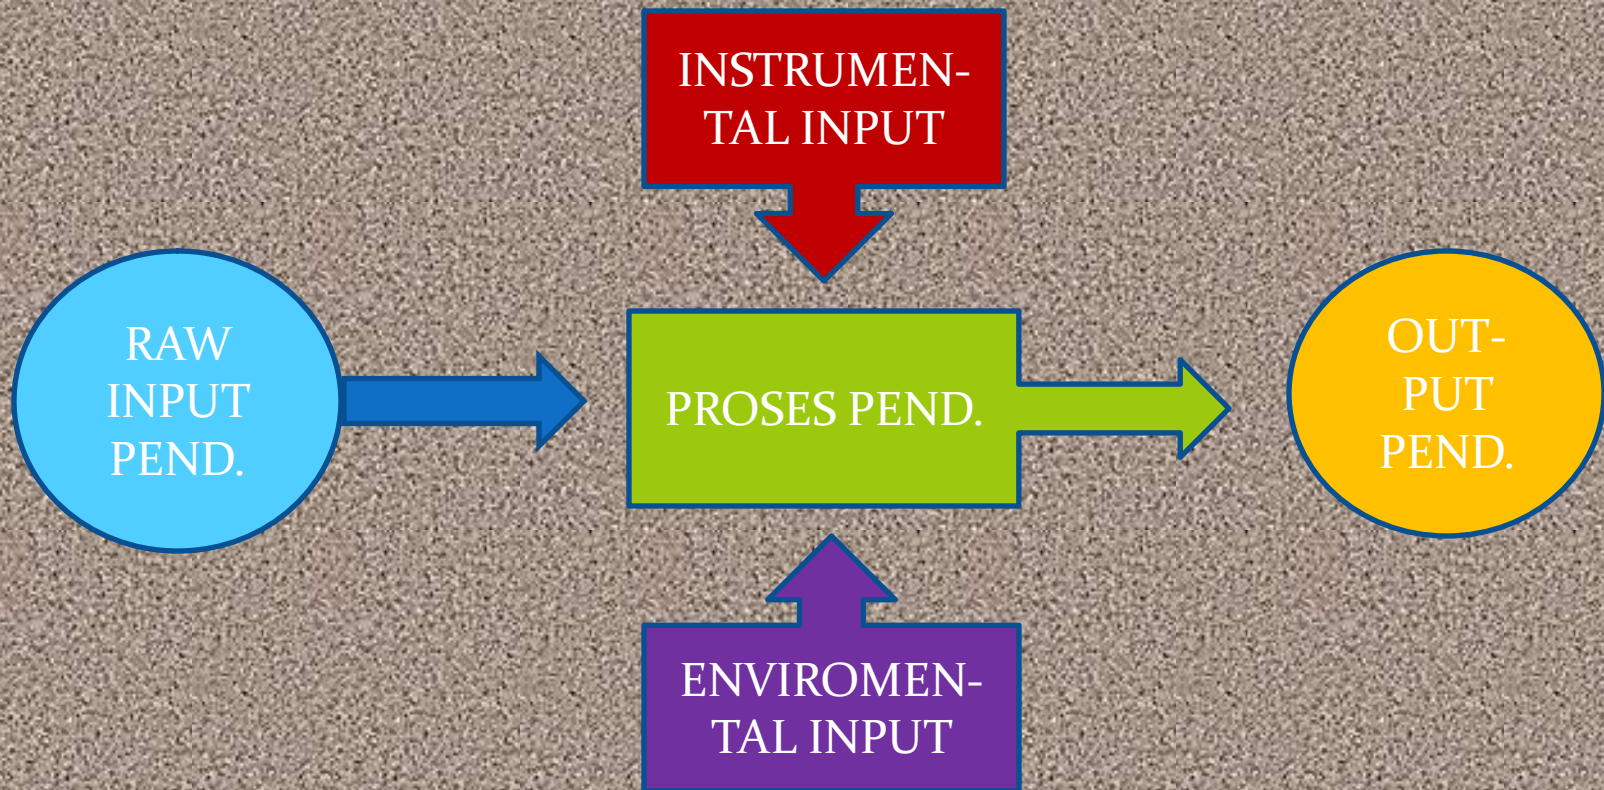 INSTRUMEN-
TAL INPUT
RAW
INPUT
PEND.
PROSES PEND.
OUT-
PUT
PEND.
ENVIROMEN-
TAL INPUT